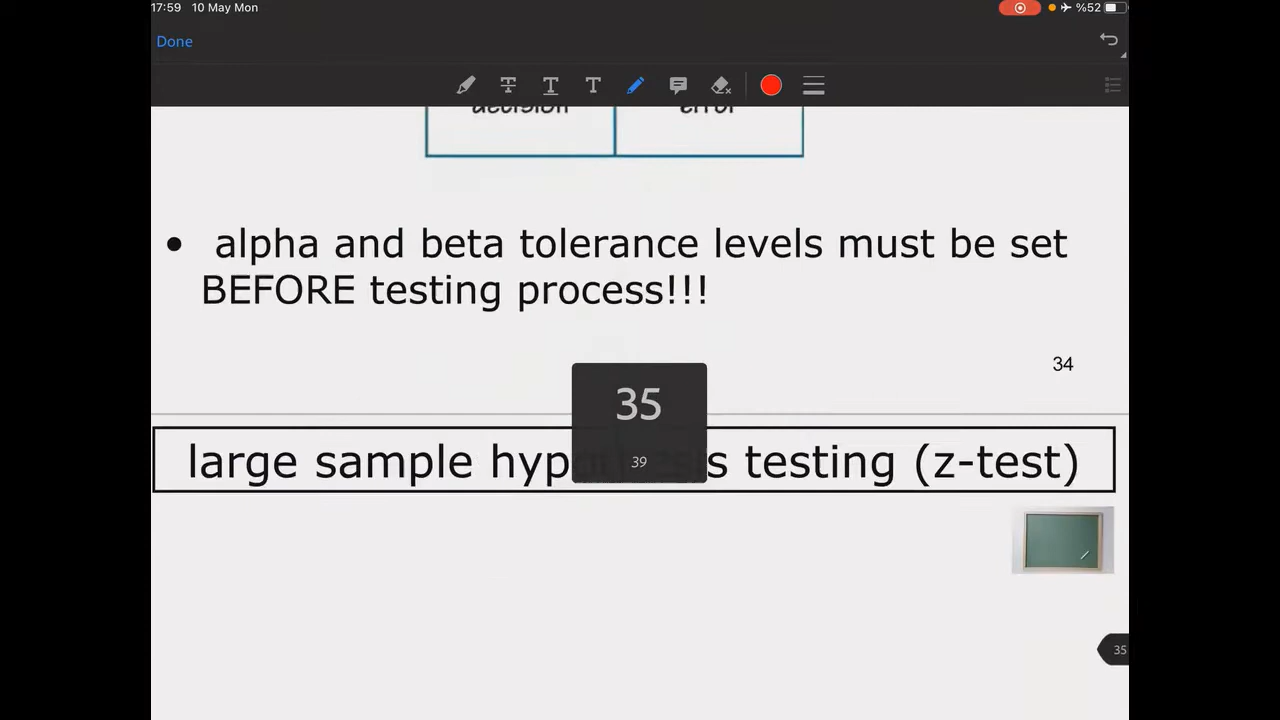 17:59 10 May Mon
%52
Done
decision error
• alpha and beta tolerance levels must be set
BEFORE testing process!!!
34
35
39
large sample hypothesis testing (z-test)
35